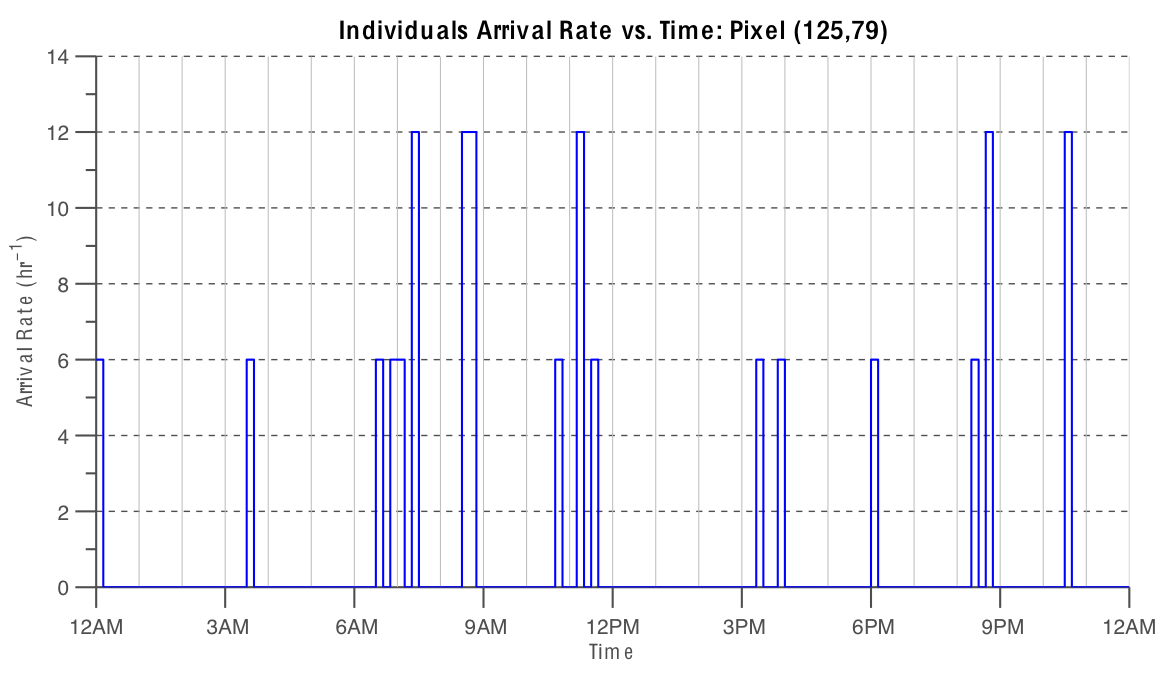 Individuals Arrival Rate vs. Time: Pixel (125,79)
14
12
10
8
6
4
2
0
Arrival Rate (hr⁻¹)
12AM 3AM 6AM 9AM 12PM 3PM 6PM 9PM 12AM
Time